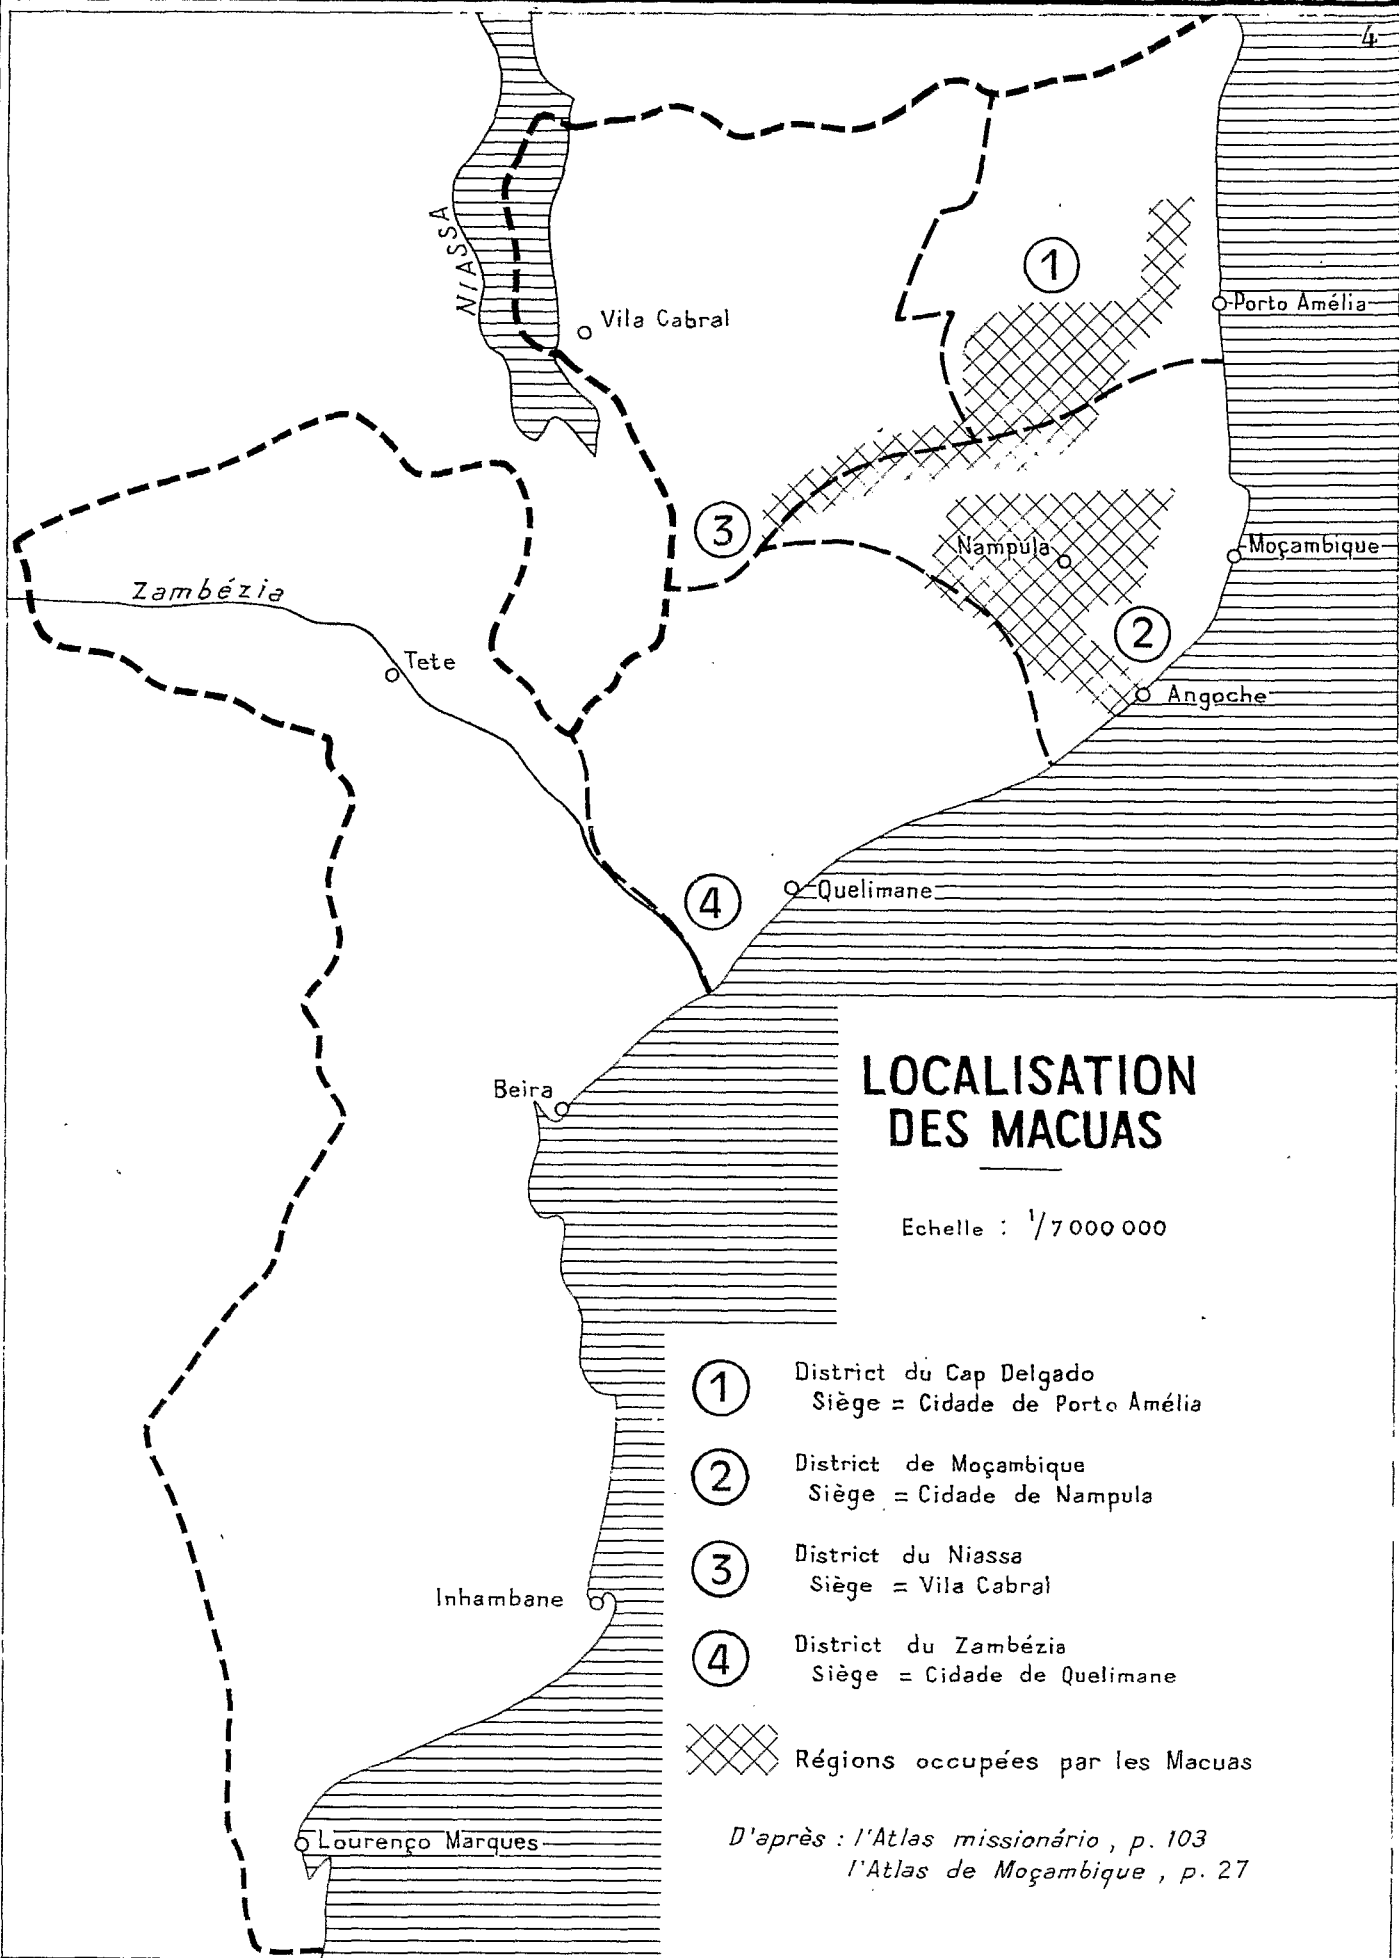 4
NIASSA
1
Porto Amélia
Vila Cabral
3
Nampula
Moçambique
Zambézia
2
Tete
Angoche
4
Quelimane
LOCALISATION
DES MACUAS
Beira
Echelle : 1/7 000 000
1 District du Cap Delgado
Siège = Cidade de Porto Amélia
2 District de Moçambique
Siège = Cidade de Nampula
3 District du Niassa
Siège = Vila Cabral
Inhambane
4 District du Zambézia
Siège = Cidade de Quelimane
Régions occupées par les Macuas
Lourenço Marques
D'après : l'Atlas missionário , p. 103
l'Atlas de Moçambique , p. 27